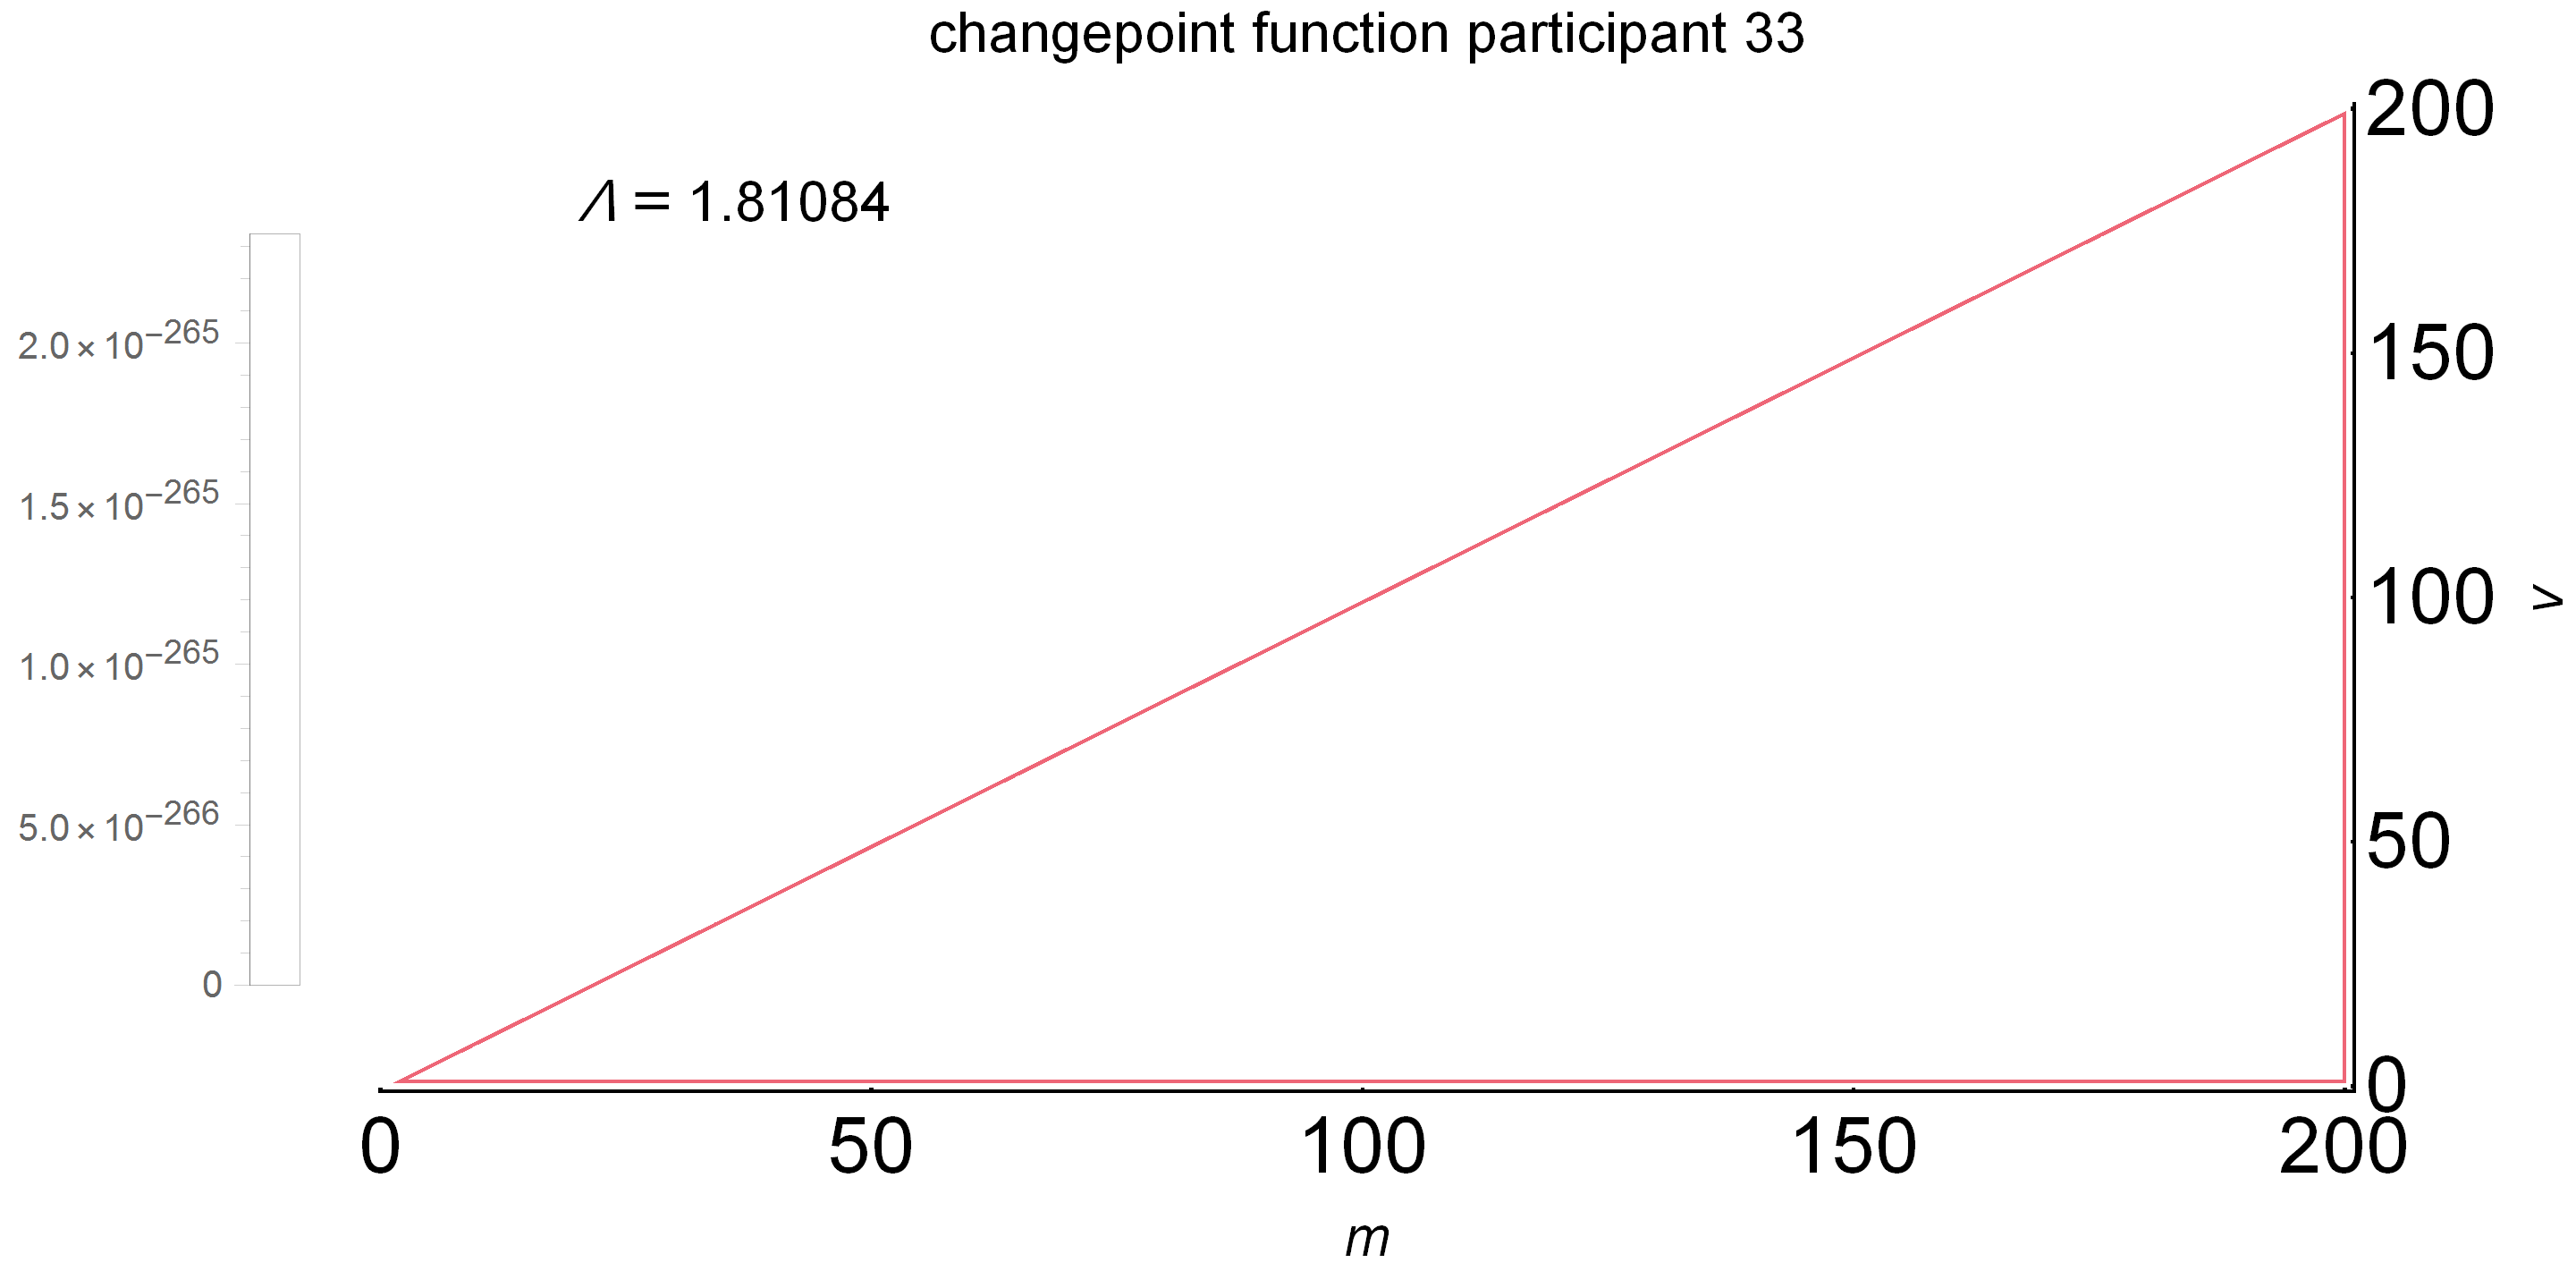 changepoint function participant 33
Λ = 1.81084
2.0×10−265
1.5×10−265
1.0×10−265
5.0×10−266
0
200
150
100
50
0
v
0 50 100 150 200
m